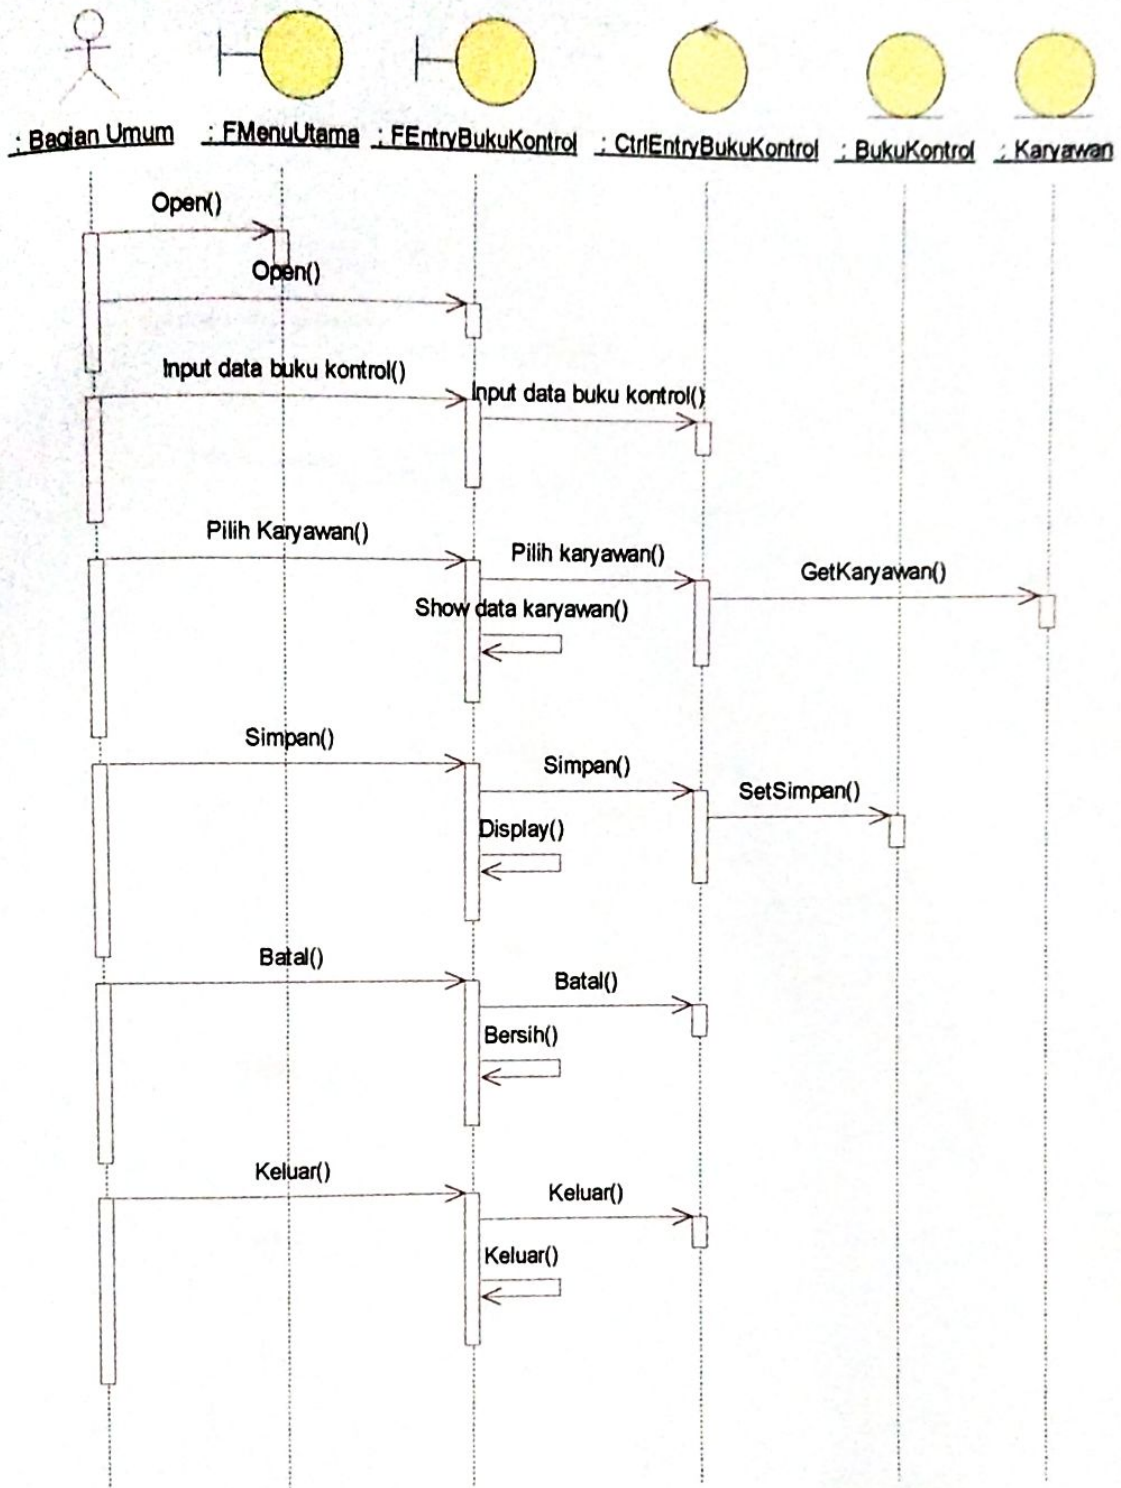 : Bagian Umum
: FMenuUtama
: FEntryBukuKontrol
: CtrlEntryBukuKontrol
: BukuKontrol
: Karyawan
Open()
Open()
Input data buku kontrol()
Input data buku kontrol()
Pilih Karyawan()
Pilih karyawan()
GetKaryawan()
Show data karyawan()
Simpan()
Simpan()
SetSimpan()
Display()
Batal()
Batal()
Bersih()
Keluar()
Keluar()
Keluar()